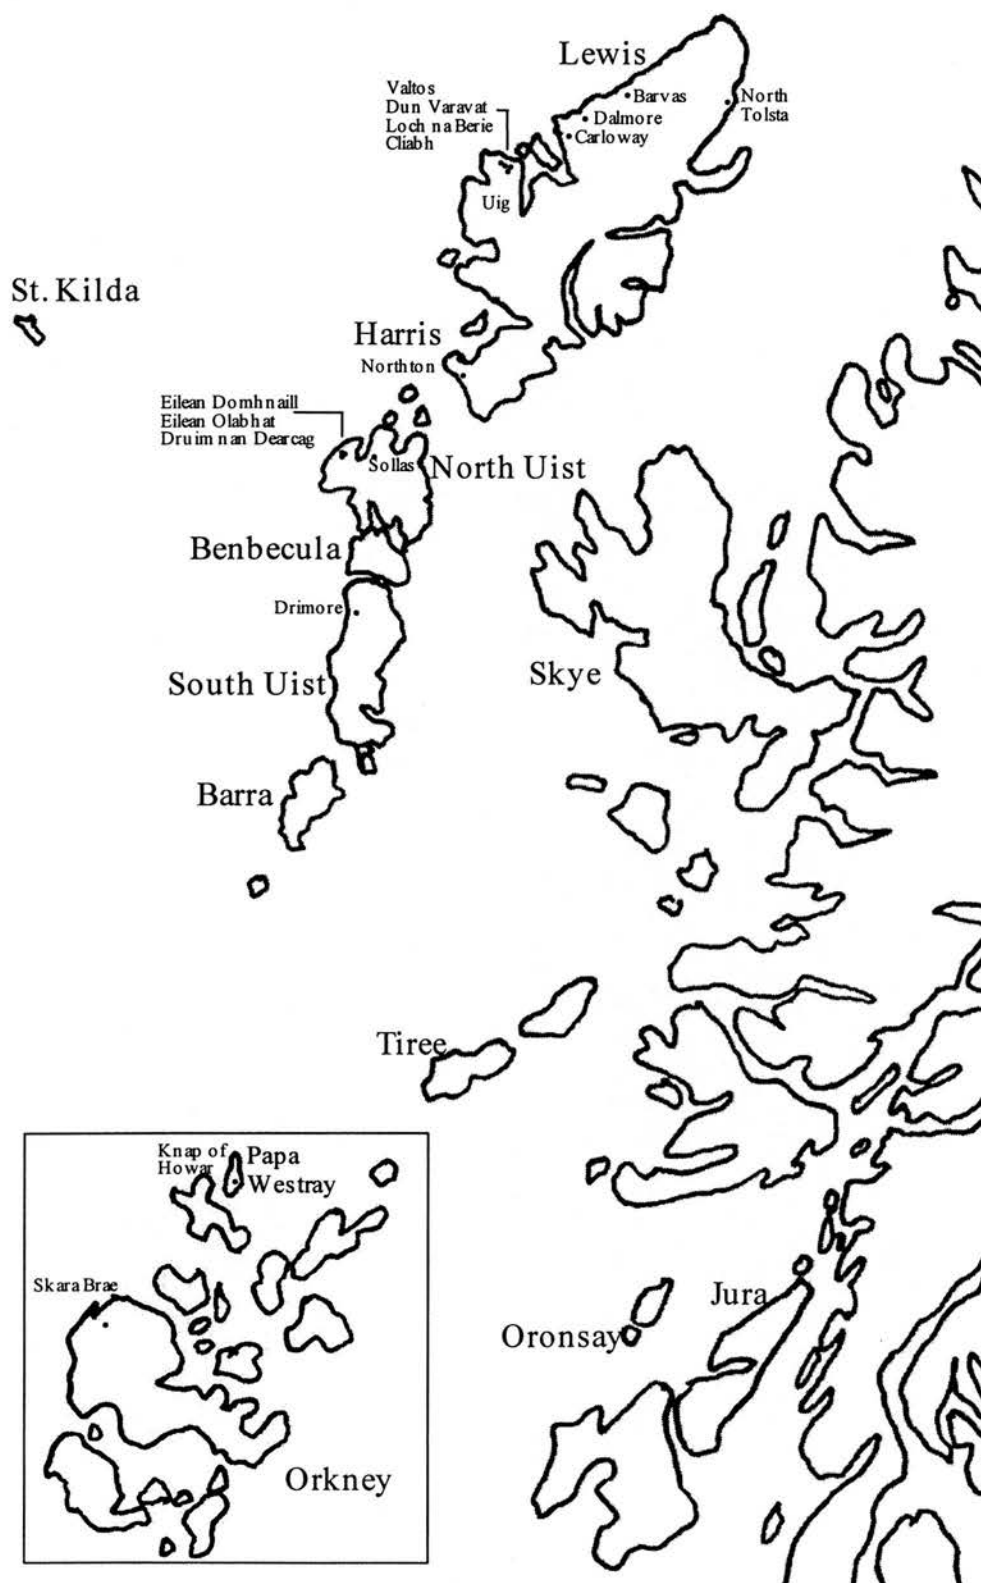 Lewis
Valtos
Dun Varavat
Loch na Berie
Cliabh
Barvas
Dalmore
Carloway
North
Tolsta
Uig
St. Kilda
Harris
Northton
Eilean Domhnaill
Eilean Olabhat
Druim nan Dearcag
Sollas
North Uist
Benbecula
Drimore
South Uist
Skye
Barra
Tiree
Knap of
Howar
Papa
Westray
Skara Brae
Orkney
Jura
Oronsay